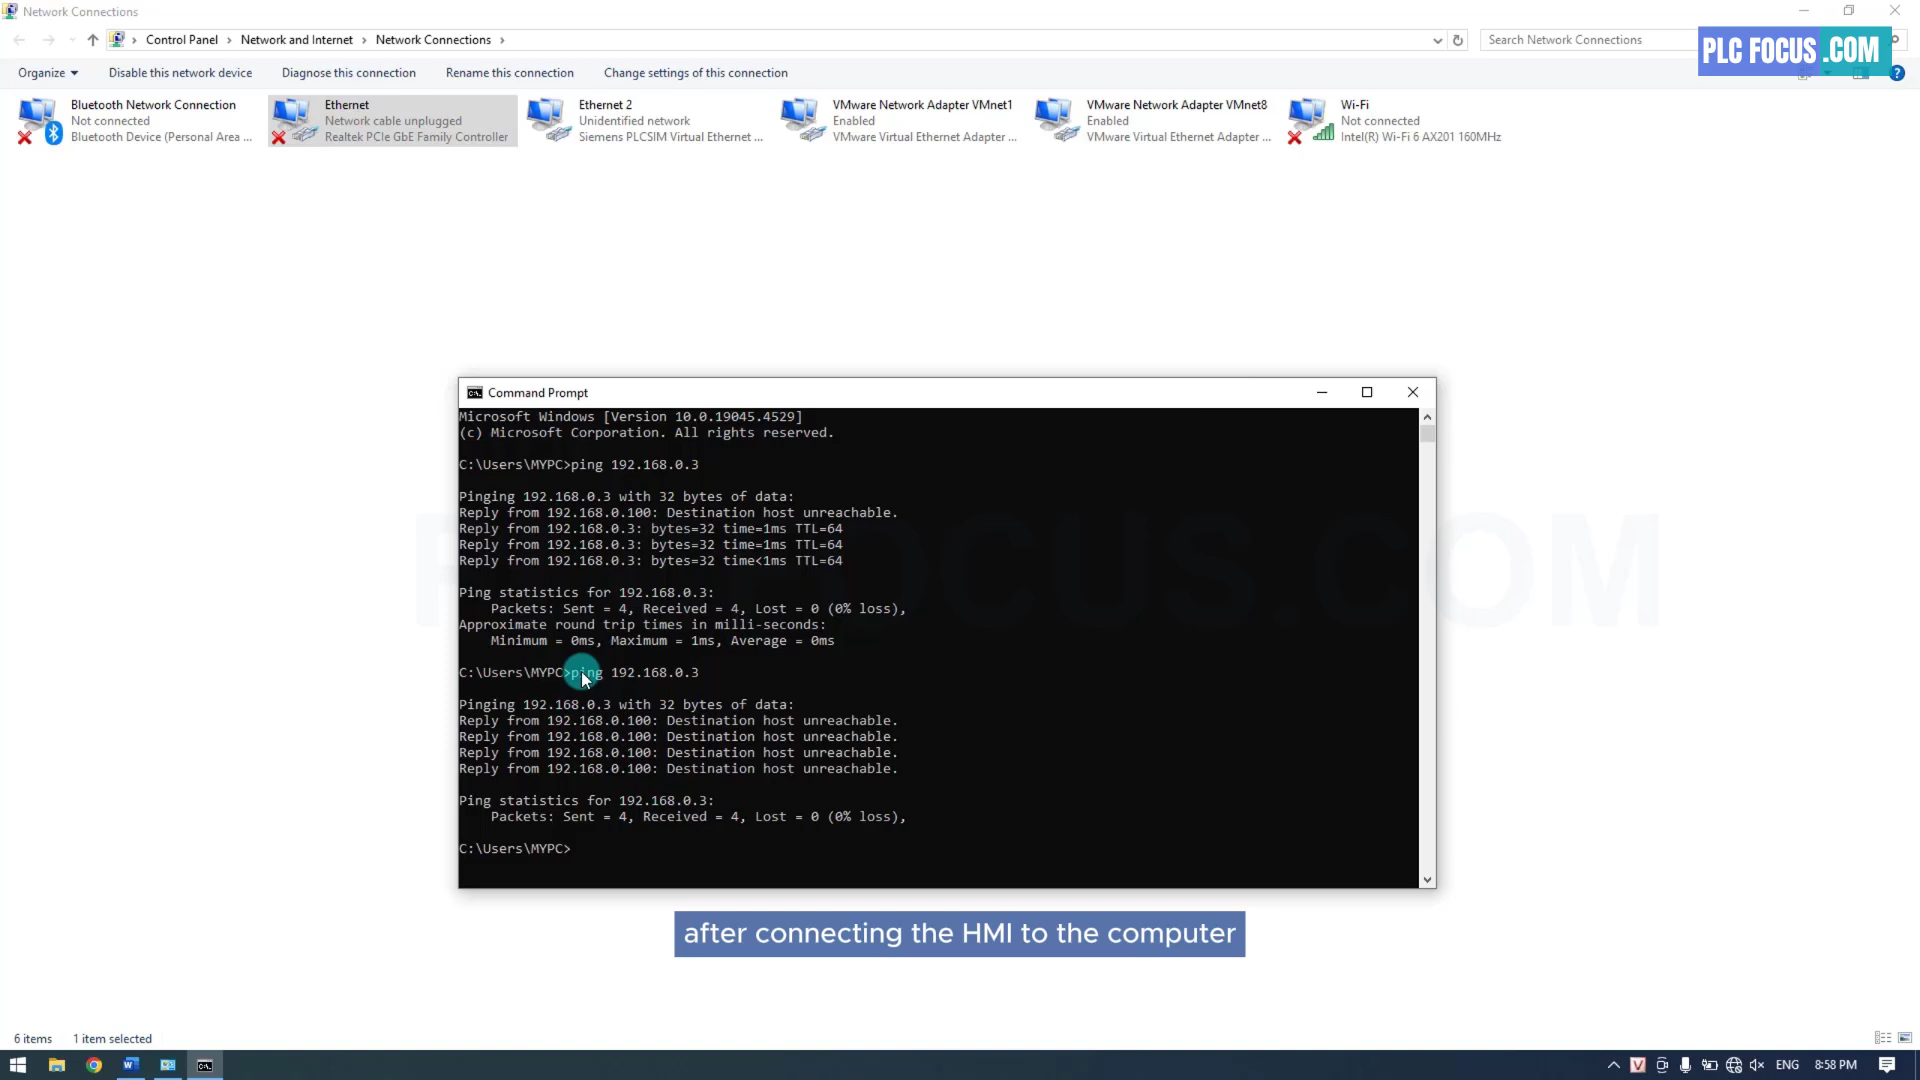 Network Connections
Control Panel > Network and Internet > Network Connections >
Search Network Connections
PLC FOCUS .COM
Organize
Disable this network device
Diagnose this connection
Rename this connection
Change settings of this connection
Bluetooth Network Connection
Not connected
Bluetooth Device (Personal Area ...
Ethernet
Network cable unplugged
Realtek PCIe GbE Family Controller
Ethernet 2
Unidentified network
Siemens PLCSIM Virtual Ethernet ...
VMware Network Adapter VMnet1
Enabled
VMware Virtual Ethernet Adapter ...
VMware Network Adapter VMnet8
Enabled
VMware Virtual Ethernet Adapter ...
Wi-Fi
Not connected
Intel(R) Wi-Fi 6 AX201 160MHz
Command Prompt
Microsoft Windows [Version 10.0.19045.4529]
(c) Microsoft Corporation. All rights reserved.
C:\Users\MYPC>ping 192.168.0.3
Pinging 192.168.0.3 with 32 bytes of data:
Reply from 192.168.0.100: Destination host unreachable.
Reply from 192.168.0.3: bytes=32 time=1ms TTL=64
Reply from 192.168.0.3: bytes=32 time=1ms TTL=64
Reply from 192.168.0.3: bytes=32 time<1ms TTL=64
Ping statistics for 192.168.0.3:
Packets: Sent = 4, Received = 4, Lost = 0 (0% loss),
Approximate round trip times in milli-seconds:
Minimum = 0ms, Maximum = 1ms, Average = 0ms
C:\Users\MYPC>ping 192.168.0.3
Pinging 192.168.0.3 with 32 bytes of data:
Reply from 192.168.0.100: Destination host unreachable.
Reply from 192.168.0.100: Destination host unreachable.
Reply from 192.168.0.100: Destination host unreachable.
Reply from 192.168.0.100: Destination host unreachable.
Ping statistics for 192.168.0.3:
Packets: Sent = 4, Received = 4, Lost = 0 (0% loss),
C:\Users\MYPC>
after connecting the HMI to the computer
6 items
1 item selected
ENG
8:58 PM